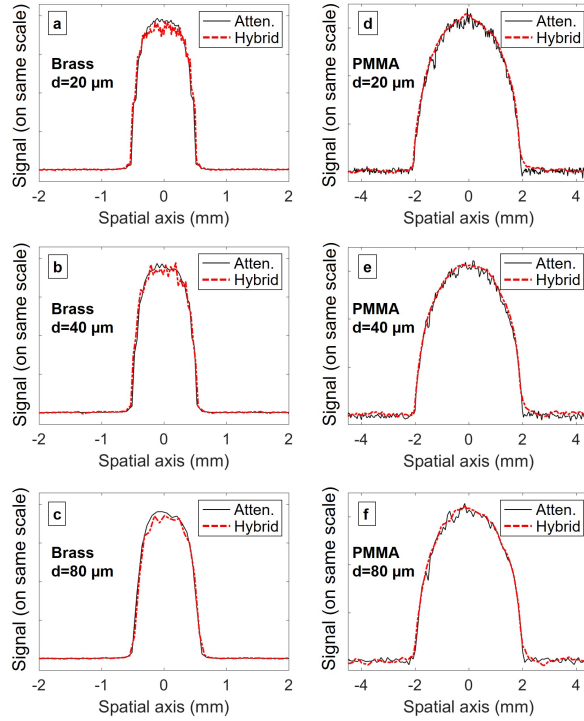 a
Brass
d=20 µm
Atten.
Hybrid
Signal (on same scale)
-2 -1 0 1 2
Spatial axis (mm)
d
PMMA
d=20 µm
Atten.
Hybrid
Signal (on same scale)
-4 -2 0 2 4
Spatial axis (mm)
b
Brass
d=40 µm
Atten.
Hybrid
Signal (on same scale)
-2 -1 0 1 2
Spatial axis (mm)
e
PMMA
d=40 µm
Atten.
Hybrid
Signal (on same scale)
-4 -2 0 2 4
Spatial axis (mm)
c
Brass
d=80 µm
Atten.
Hybrid
Signal (on same scale)
-2 -1 0 1 2
Spatial axis (mm)
f
PMMA
d=80 µm
Atten.
Hybrid
Signal (on same scale)
-4 -2 0 2 4
Spatial axis (mm)